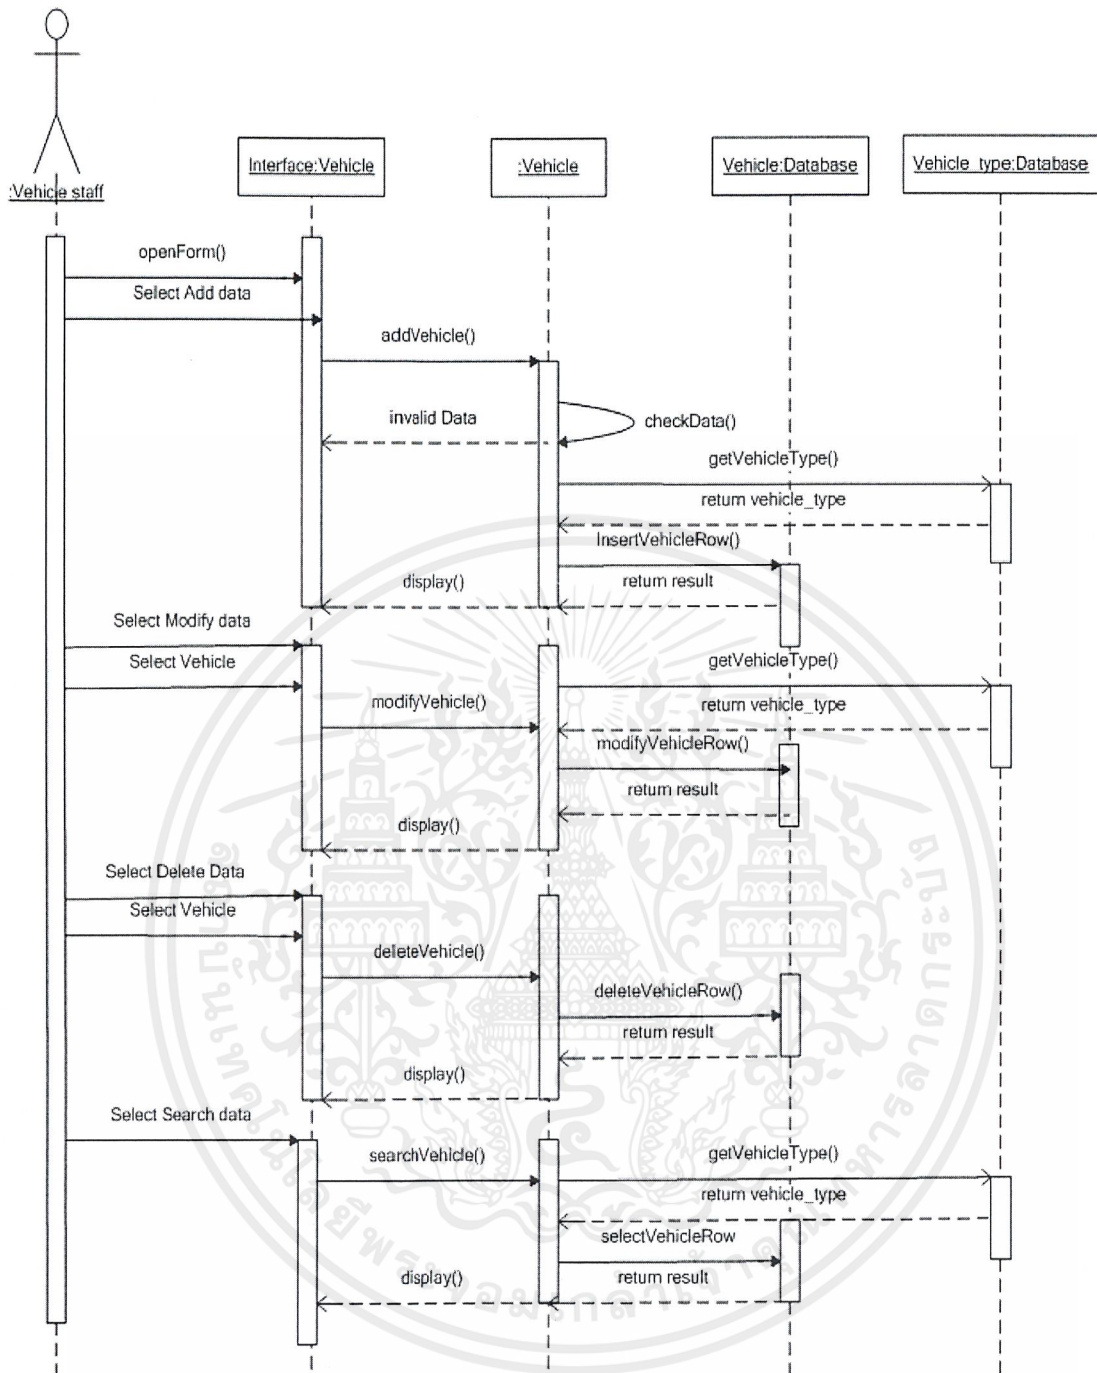 :Vehicle staff
Interface:Vehicle
:Vehicle
Vehicle:Database
Vehicle_type:Database
openForm()
Select Add data
addVehicle()
invalid Data
checkData()
getVehicleType()
return vehicle_type
InsertVehicleRow()
display()
return result
Select Modify data
Select Vehicle
getVehicleType()
modifyVehicle()
return vehicle_type
modifyVehicleRow()
return result
display()
Select Delete Data
Select Vehicle
deleteVehicle()
deleteVehicleRow()
return result
display()
Select Search data
searchVehicle()
getVehicleType()
return vehicle_type
selectVehicleRow
display()
return result